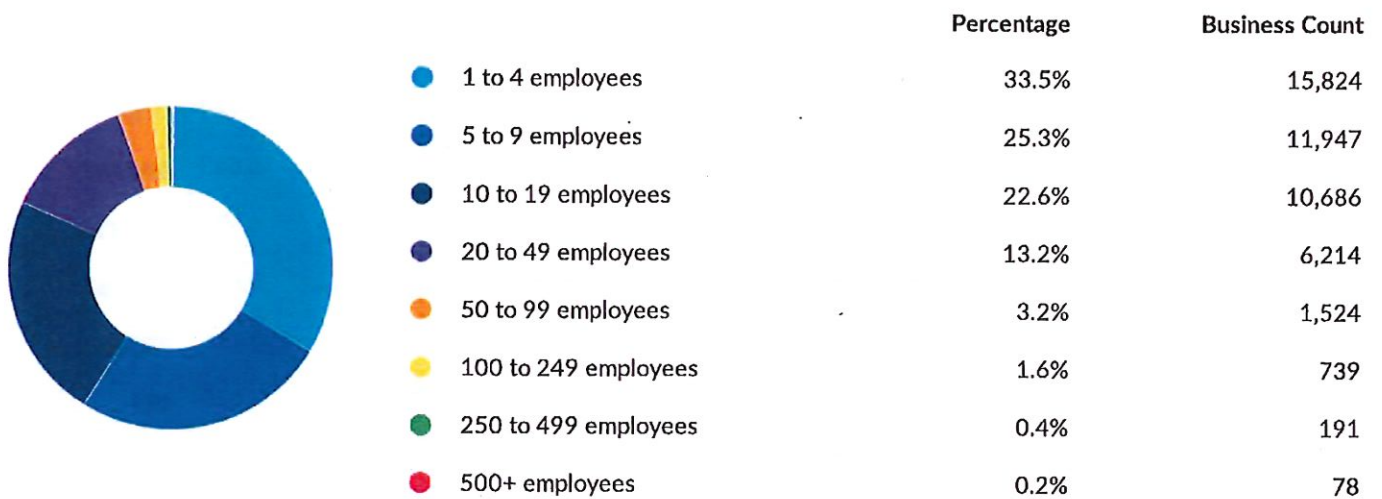 Percentage Business Count
1 to 4 employees 33.5% 15,824
5 to 9 employees 25.3% 11,947
10 to 19 employees 22.6% 10,686
20 to 49 employees 13.2% 6,214
50 to 99 employees 3.2% 1,524
100 to 249 employees 1.6% 739
250 to 499 employees 0.4% 191
500+ employees 0.2% 78